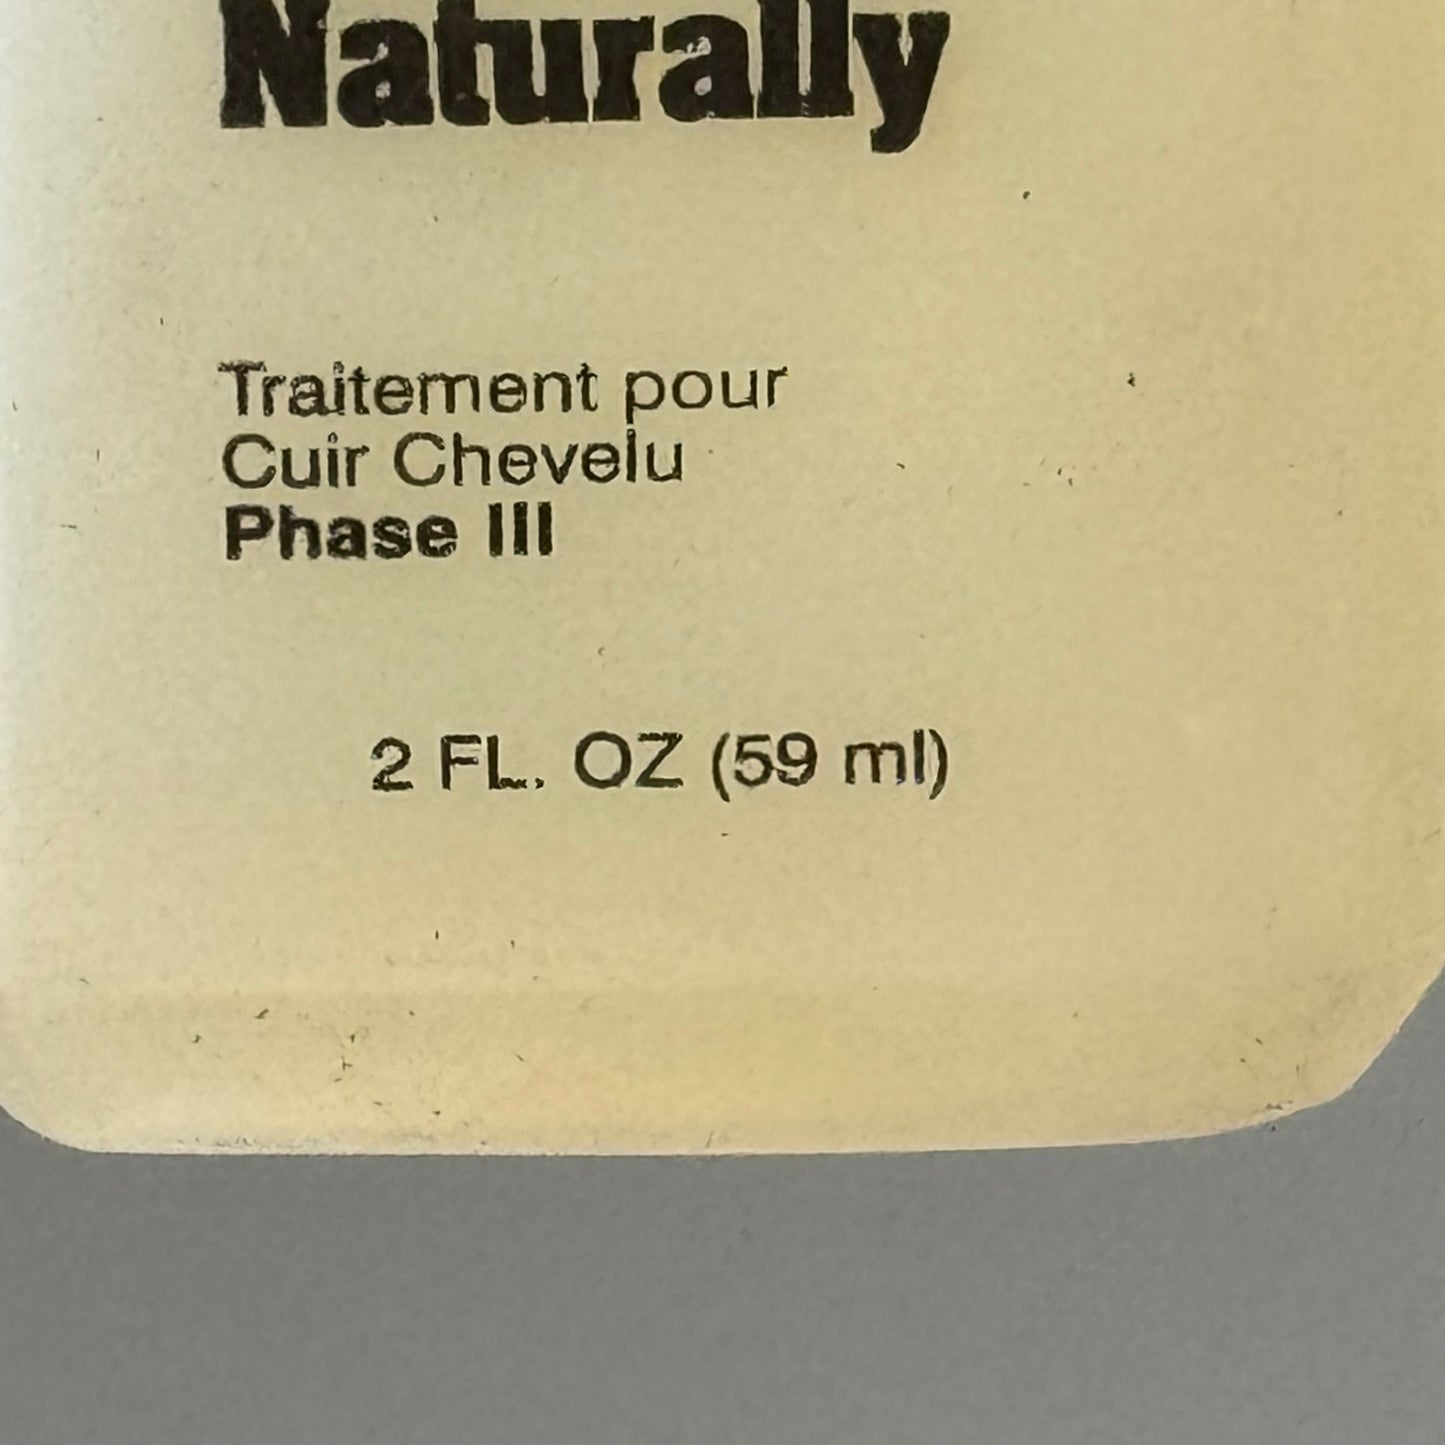 Naturally
Traitement pour
Cuir Chevelu
Phase III
2 FL. OZ (59 ml)